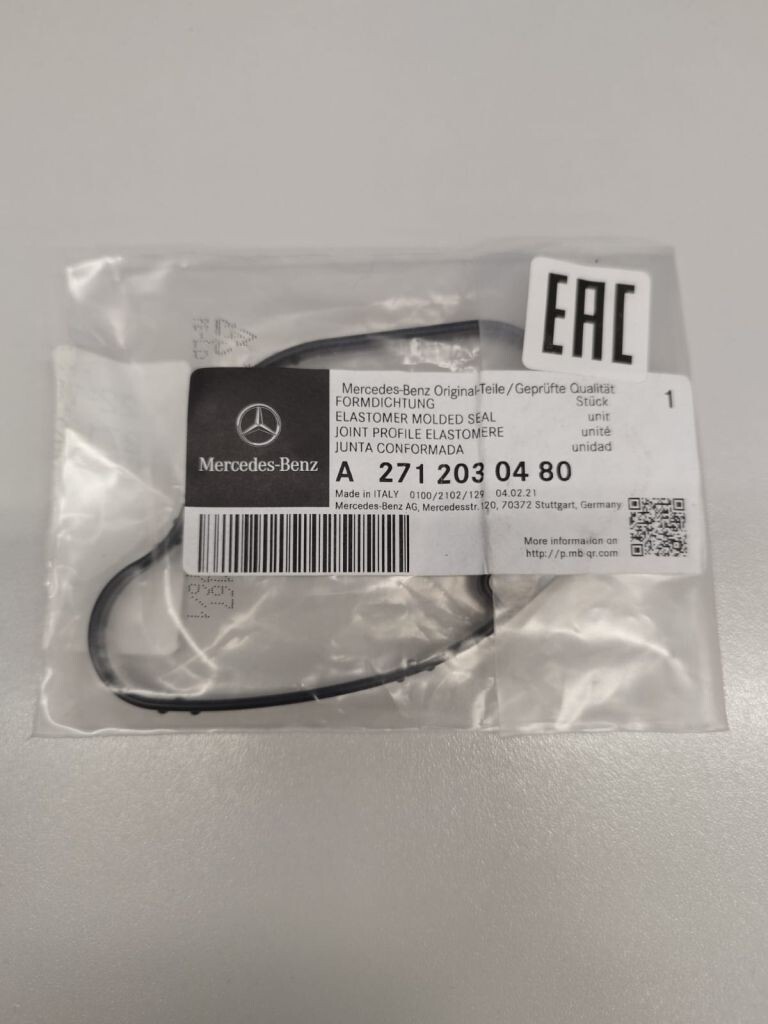 EAC
Mercedes-Benz Original-Teile/Geprüfte Qualität
FORMDICHTUNG Stück 1
ELASTOMER MOLDED SEAL unit
JOINT PROFILE ELASTOMERE unité
JUNTA CONFORMADA unidad
Mercedes-Benz
A 271 203 04 80
Made in ITALY 0100/2102/129 04.02.21
Mercedes-Benz AG, Mercedesstr.120, 70372 Stuttgart, Germany
More information on
http://p.mb-qr.com